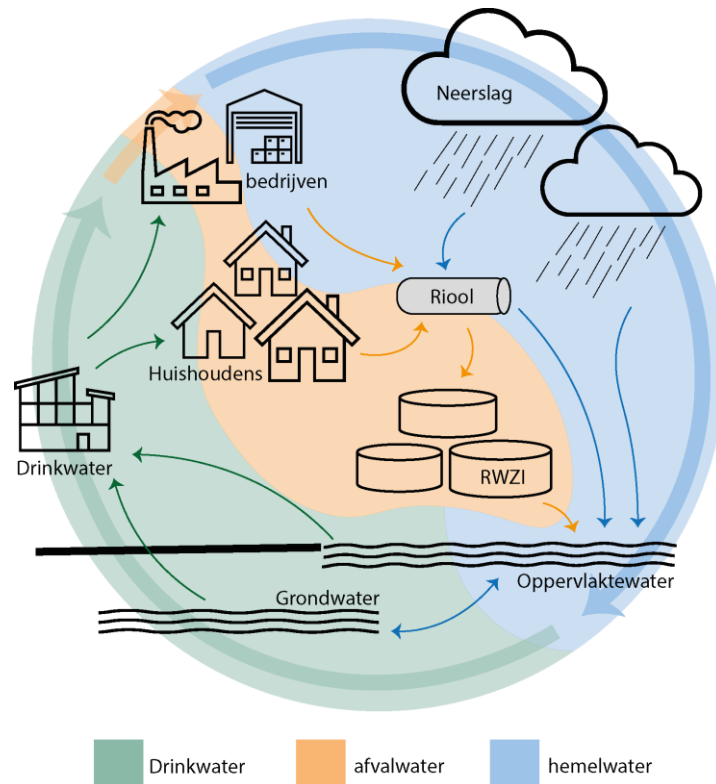 Neerslag
bedrijven
Riool
Huishoudens
Drinkwater
RWZI
Oppervlaktewater
Grondwater
Drinkwater
afvalwater
hemelwater